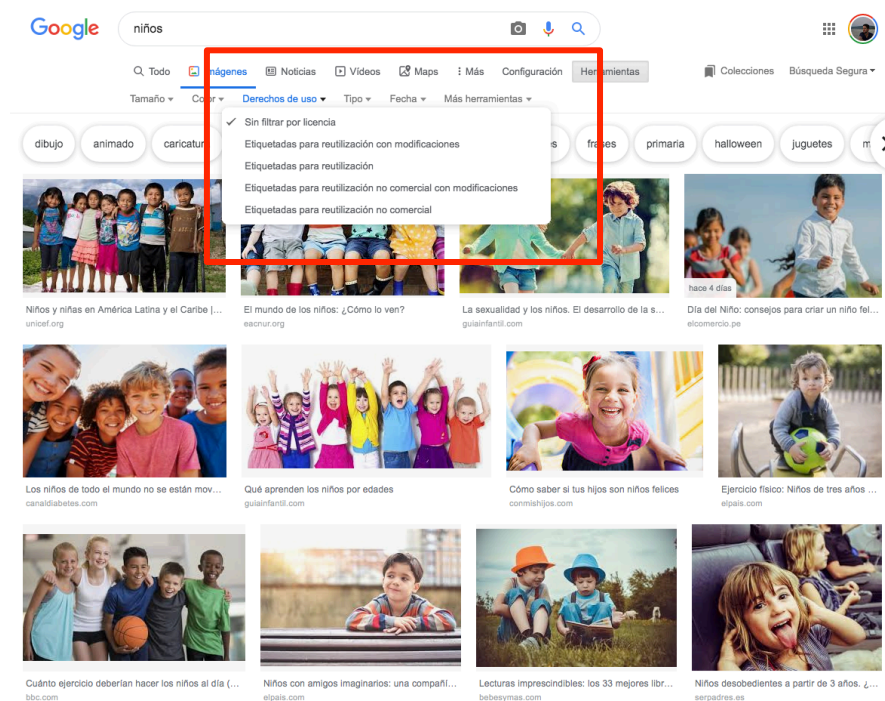 Google
niños
Todo Imágenes Noticias Vídeos Maps Más Configuración Herramientas Colecciones Búsqueda Segura
Tamaño Color Derechos de uso Tipo Fecha Más herramientas
Sin filtrar por licencia
Etiquetadas para reutilización con modificaciones
Etiquetadas para reutilización
Etiquetadas para reutilización no comercial con modificaciones
Etiquetadas para reutilización no comercial
dibujo animado caricatur frases primaria halloween juguetes
hace 4 días
Niños y niñas en América Latina y el Caribe |... El mundo de los niños: ¿Cómo lo ven? La sexualidad y los niños. El desarrollo de la s... Día del Niño: consejos para criar un niño fel...
unicef.org eacnur.org guiainfantil.com elcomercio.pe
Los niños de todo el mundo no se están mov... Qué aprenden los niños por edades Cómo saber si tus hijos son niños felices Ejercicio físico: Niños de tres años ...
canaldiabetes.com guiainfantil.com conmishijos.com elpais.com
Cuánto ejercicio deberían hacer los niños al día (... Niños con amigos imaginarios: una compañí... Lecturas imprescindibles: los 33 mejores libr... Niños desobedientes a partir de 3 años. ¿...
bbc.com elpais.com bebesymas.com serpadres.es